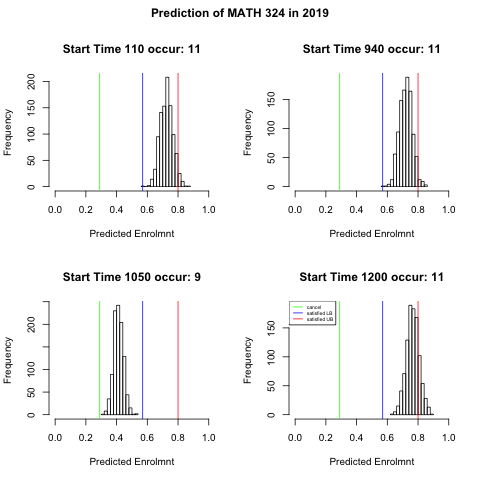 Prediction of MATH 324 in 2019
Start Time 110 occur: 11
Frequency
200
150
100
50
0
0.0 0.2 0.4 0.6 0.8 1.0
Predicted Enrolmnt
Start Time 940 occur: 11
Frequency
150
100
50
0
0.0 0.2 0.4 0.6 0.8 1.0
Predicted Enrolmnt
Start Time 1050 occur: 9
Frequency
200
100
50
0
0.0 0.2 0.4 0.6 0.8 1.0
Predicted Enrolmnt
Start Time 1200 occur: 11
cancel
satisfied LB
satisfied UB
Frequency
150
100
50
0
0.0 0.2 0.4 0.6 0.8 1.0
Predicted Enrolmnt